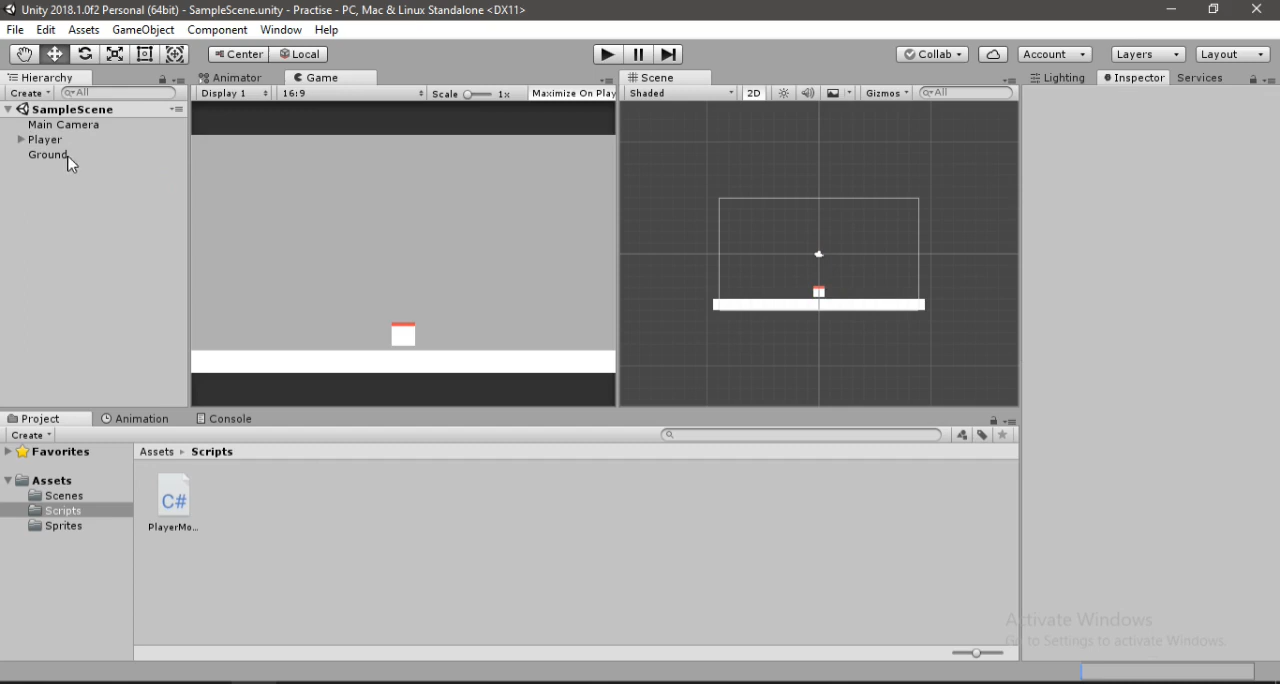 Unity 2018.1.0f2 Personal (64bit) - SampleScene.unity - Practise - PC, Mac & Linux Standalone <DX11>
File Edit Assets GameObject Component Window Help
Center Local Collab Account Layers Layout
Hierarchy Animator Game Scene Lighting Inspector Services
Create All Display 1 16:9 Scale 1x Maximize On Play Shaded 2D Gizmos All
SampleScene
Main Camera
Player
Ground
Project Animation Console
Create
Favorites Assets Scripts
Assets
Scenes
Scripts
Sprites
C#
PlayerMo...
Activate Windows
Go to Settings to activate Windows.